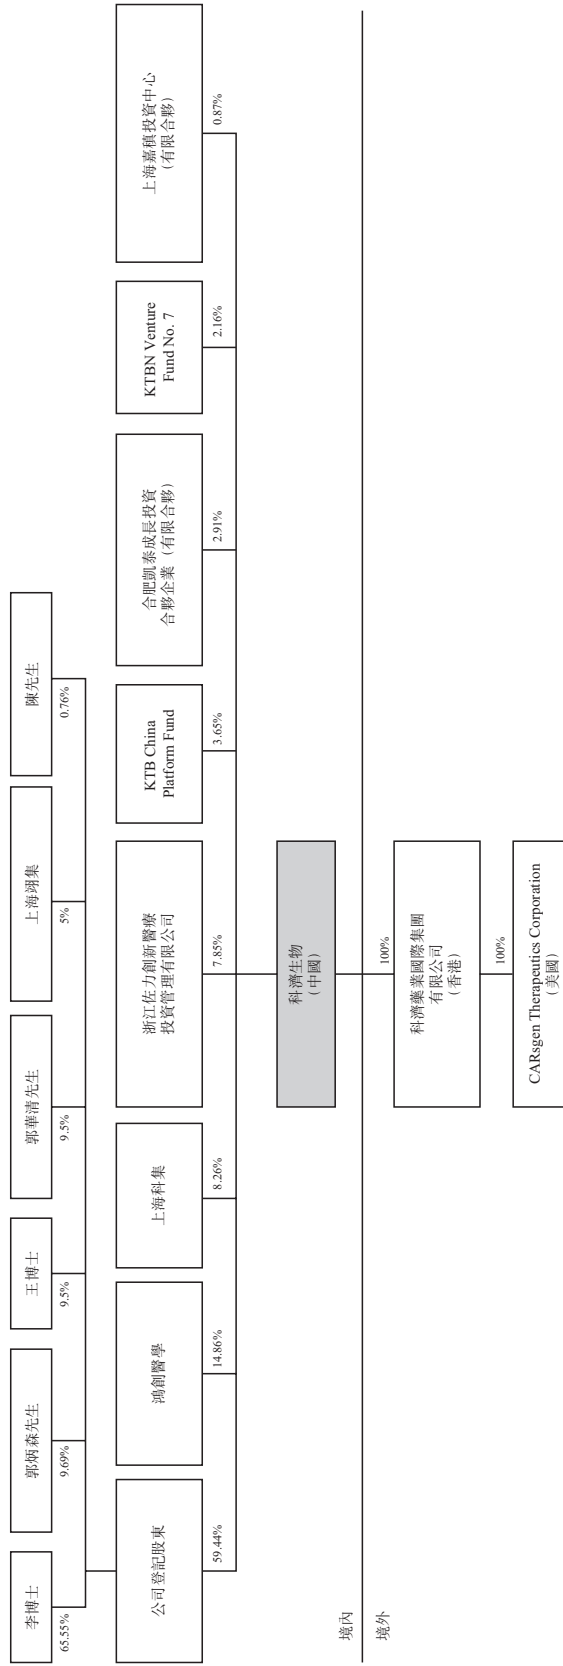 李博士
郭炳森先生
王博士
郭華清先生
上海翊集
陳先生
65.55%
9.69%
9.5%
9.5%
5%
0.76%
公司登記股東
鴻創醫學
上海科集
浙江佐力創新醫療
投資管理有限公司
KTB China
Platform Fund
合肥凱泰成長投資
合夥企業（有限合夥）
KTBN Venture
Fund No. 7
上海嘉稹投資中心
（有限合夥）
59.44%
14.86%
8.26%
7.85%
3.65%
2.91%
2.16%
0.87%
科濟生物
（中國）
境內
境外
100%
科濟藥業國際集團
有限公司
（香港）
100%
CARsgen Therapeutics Corporation
（美國）